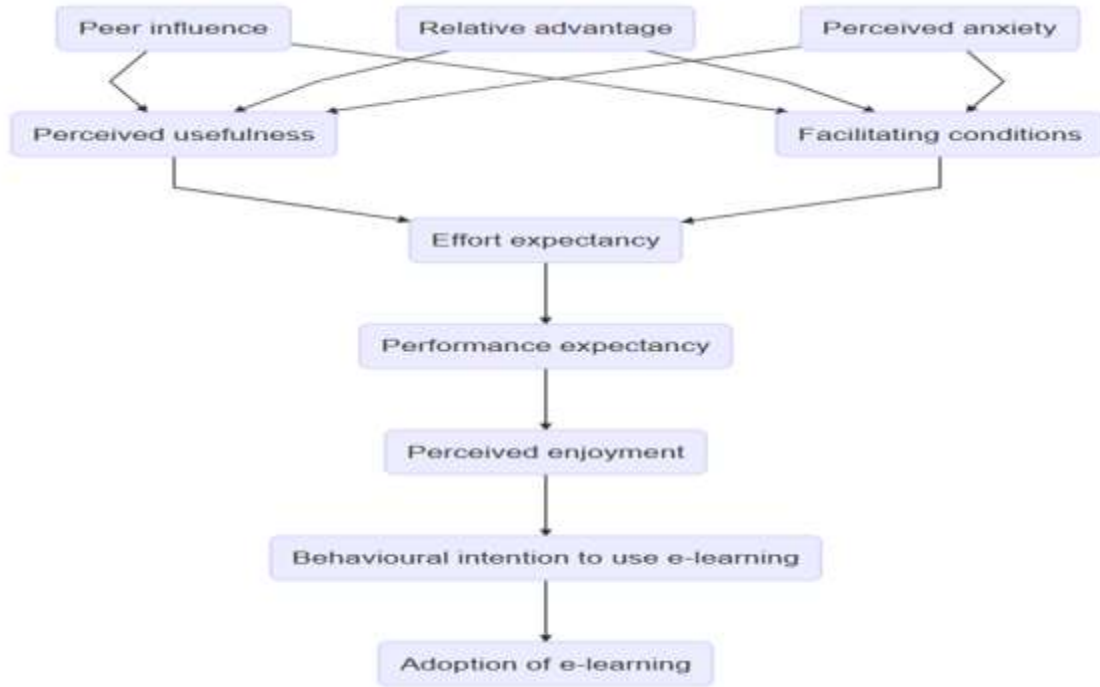 Peer influence
Relative advantage
Perceived anxiety
Perceived usefulness
Facilitating conditions
Effort expectancy
Performance expectancy
Perceived enjoyment
Behavioural intention to use e-learning
Adoption of e-learning